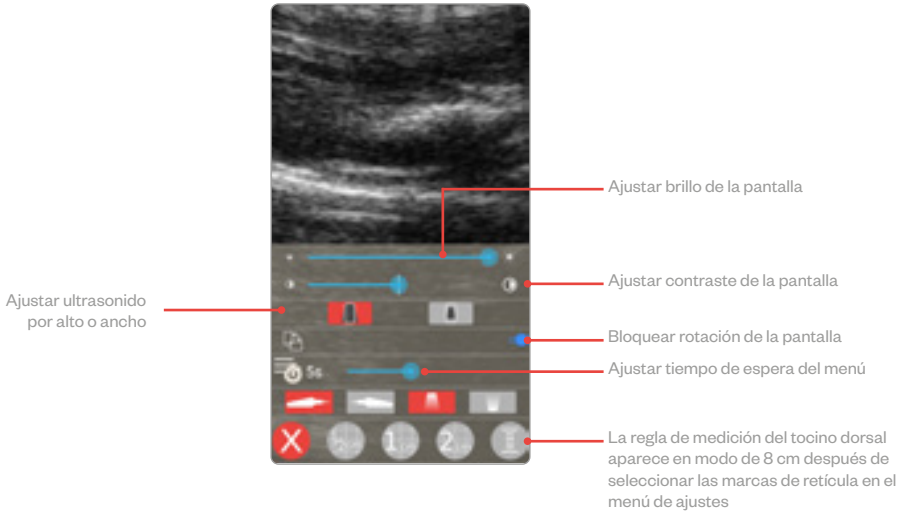 Ajustar brillo de la pantalla
Ajustar contraste de la pantalla
Ajustar ultrasonido
por alto o ancho
Bloquear rotación de la pantalla
Ajustar tiempo de espera del menú
5s
X
1
2
La regla de medición del tocino dorsal
aparece en modo de 8 cm después de
seleccionar las marcas de retícula en el
menú de ajustes